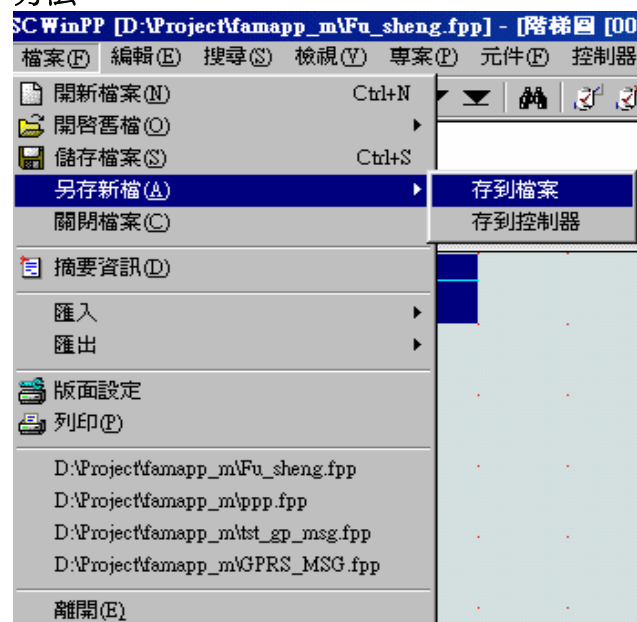 方法
SC WinPP [D:\Project\famapp_m\Fu_sheng.fpp] - [階梯圖 [00
檔案(F) 編輯(E) 搜尋(S) 檢視(V) 專案(P) 元件(F) 控制器
開新檔案(N) Ctrl+N
開啓舊檔(O)
儲存檔案(S) Ctrl+S
另存新檔(A) 存到檔案
關閉檔案(C) 存到控制器
摘要資訊(D)
匯入
匯出
版面設定
列印(P)
D:\Project\famapp_m\Fu_sheng.fpp
D:\Project\famapp_m\ppp.fpp
D:\Project\famapp_m\tst_gp_msg.fpp
D:\Project\famapp_m\GPRS_MSG.fpp
離開(E)